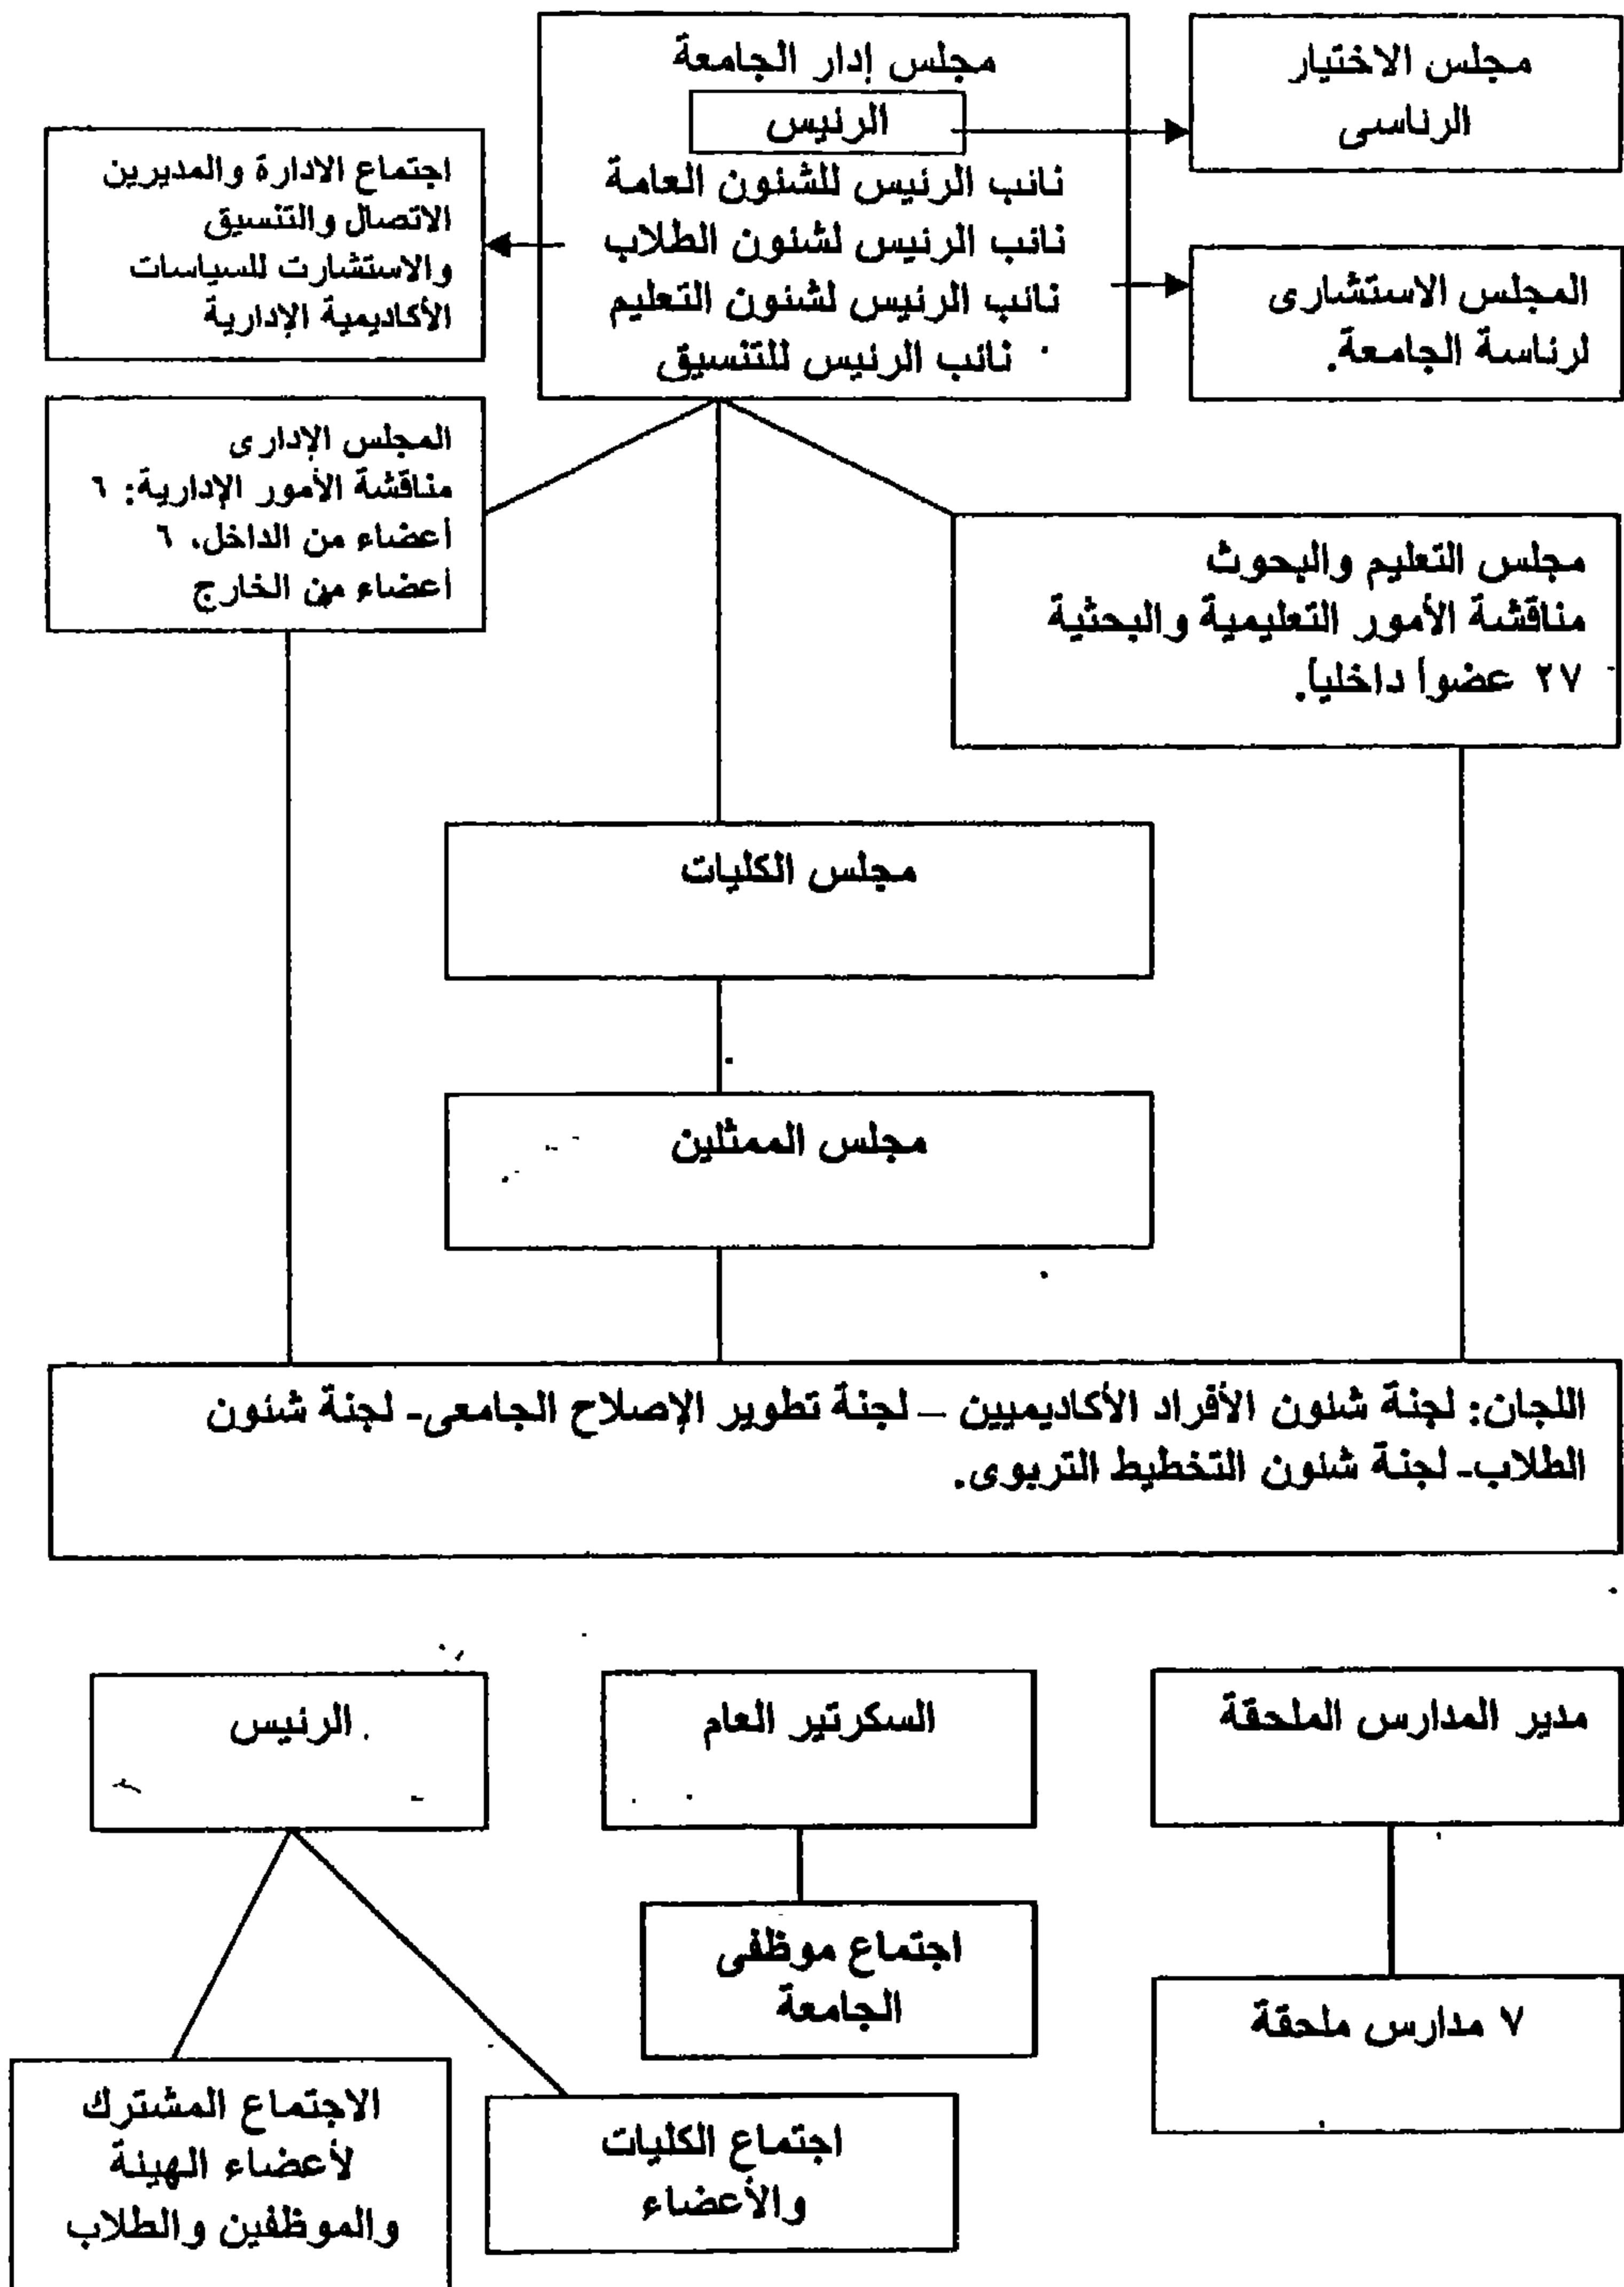 مجلس إدار الجامعة
الرئيس
نائب الرئيس للشئون العامة
نائب الرئيس لشئون الطلاب
نائب الرئيس لشئون التعليم
نائب الرئيس للتنسيق
مجلس الاختيار
الرناسى
المجلس الاستشارى
لرناسة الجامعة.
اجتماع الادارة والمديرين
الاتصال والتنسيق
والاستشارت للسياسات
الأكاديمية الإدارية
المجلس الإدارى
مناقشة الأمور الإدارية: ٦
أعضاء من الداخل، ٦
أعضاء من الخارج
مجلس التعليم والبحوث
مناقشة الأمور التعليمية والبحثية
٢٧ عضوا داخليا.
مجلس الكليات
مجلس الممثلين
اللجان: لجنة شئون الأفراد الأكاديميين – لجنة تطوير الإصلاح الجامعى- لجنة شئون
الطلاب- لجنة شئون التخطيط التربوى.
مدير المدارس الملحقة
السكرتير العام
الرئيس
اجتماع موظفى
الجامعة
٧ مدارس ملحقة
اجتماع الكليات
والأعضاء
الاجتماع المشترك
لأعضاء الهيئة
والموظفين والطلاب